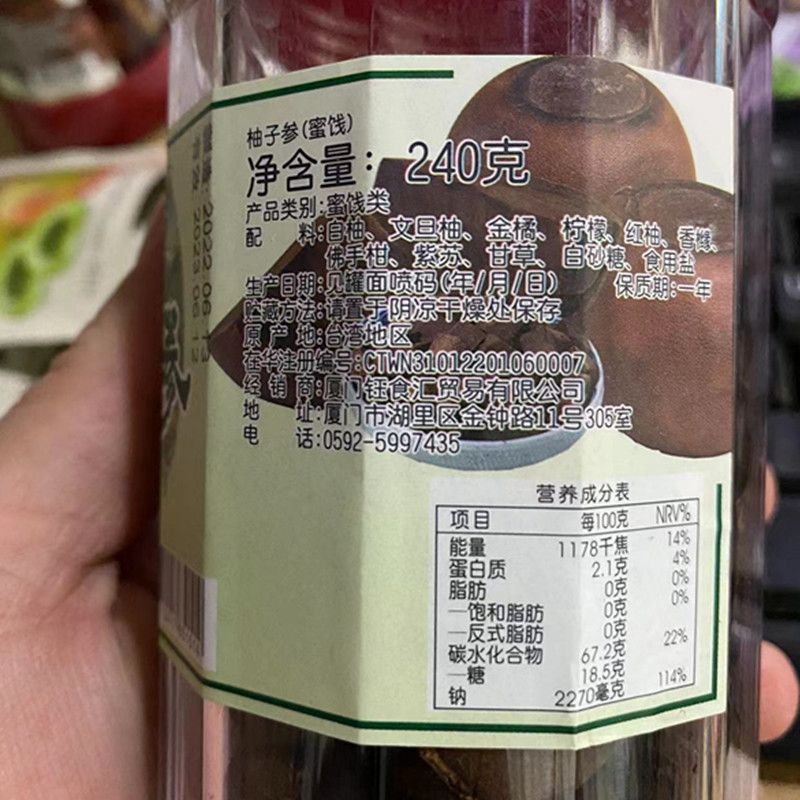 柚子参(蜜饯)
净含量：240克
产品类别:蜜饯类
配 料:白柚、文旦柚、金橘、柠檬、红柚、香橼、
佛手柑、紫苏、甘草、白砂糖、食用盐
生产日期:见罐面喷码(年/月/日) 保质期:一年
贮藏方法:请置于阴凉干燥处保存
原 产 地:台湾地区
在华注册编号:CTWN31012201060007
经 销 商:厦门钰食汇贸易有限公司
地 址:厦门市湖里区金钟路11号305室
电 话:0592-5997435
营养成分表
项目 每100克 NRV%
能量 1178千焦 14%
蛋白质 2.1克 4%
脂肪 0克 0%
—饱和脂肪 0克 0%
—反式脂肪 0克
碳水化合物 67.2克 22%
—糖 18.5克
钠 2270毫克 114%
2022 06 13
2023 06 12
参